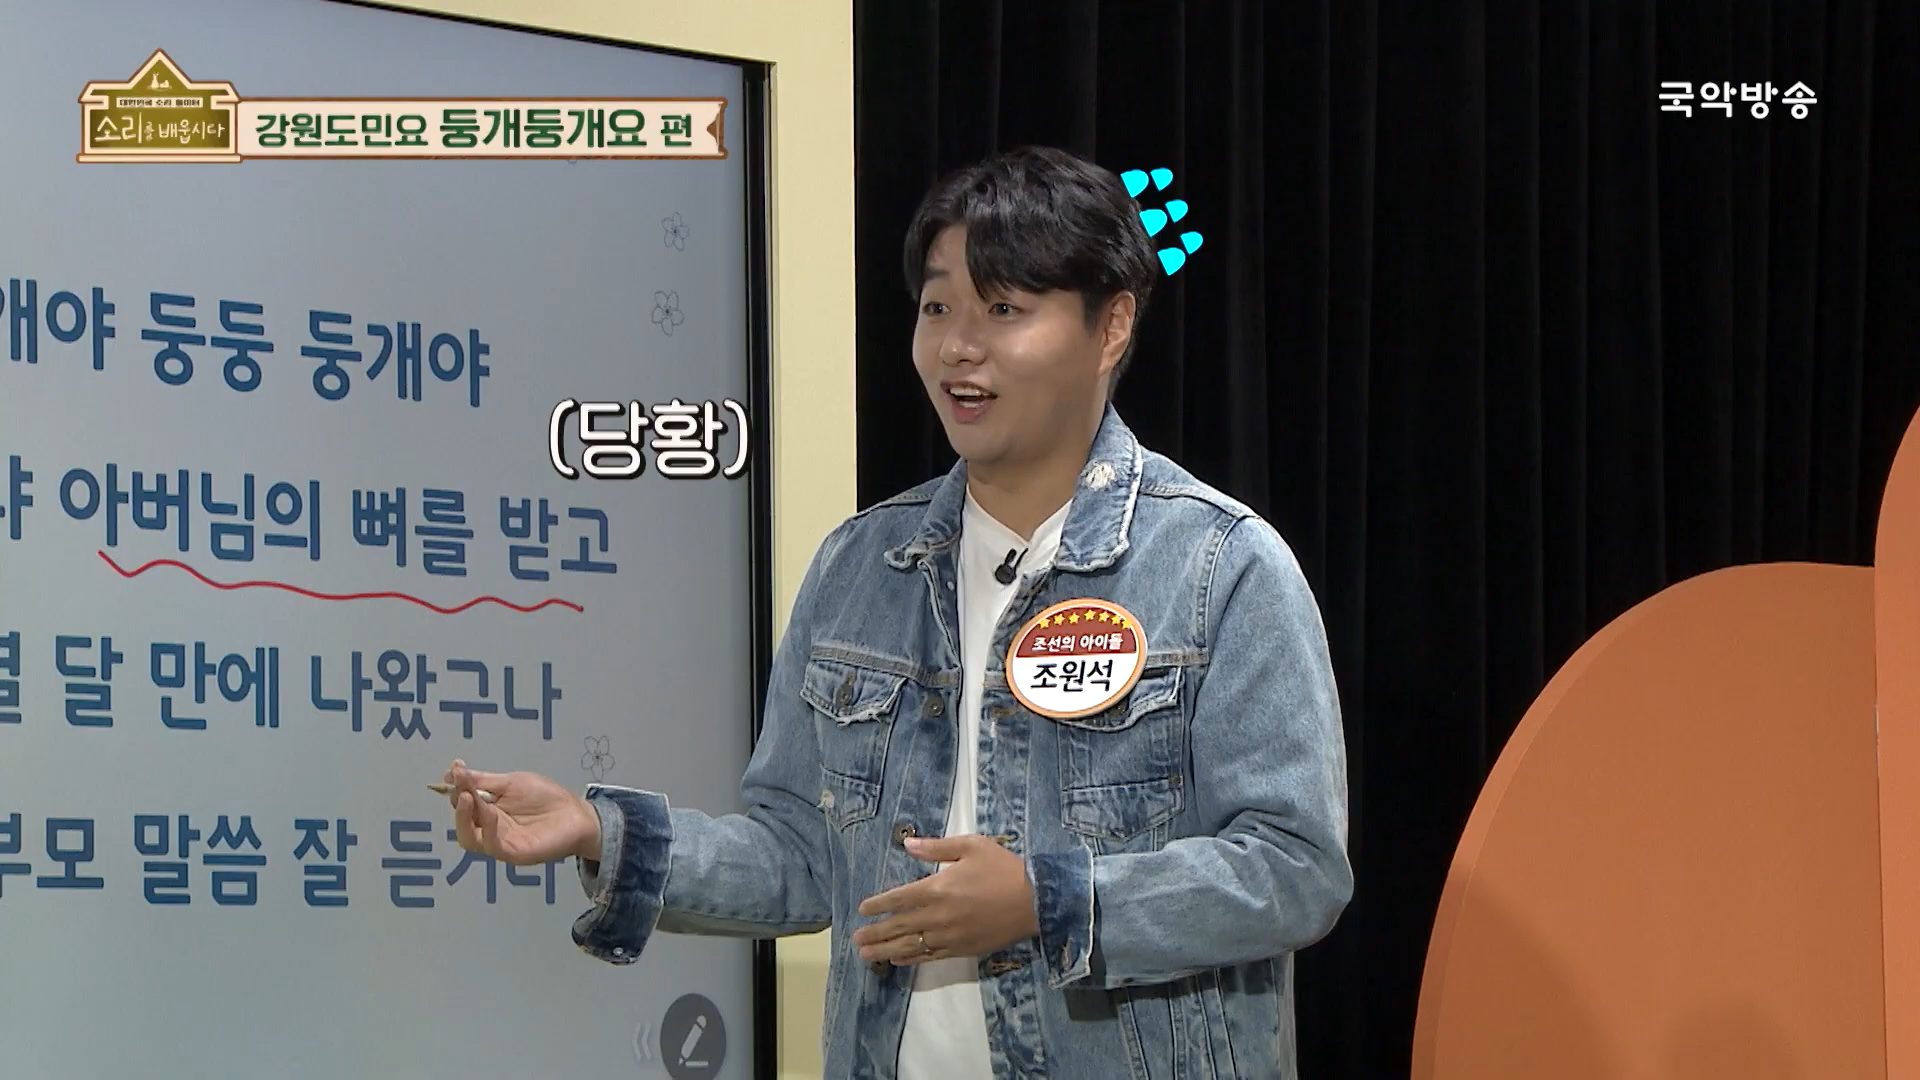 대한민국 소리 놀이터
소리를 배웁시다
강원도민요 둥개둥개요 편
국악방송
개야 둥둥 둥개야
(당황)
아버님의 뼈를 받고
열 달 만에 나왔구나
부모 말씀 잘 듣거나
조선의 아이돌
조원석